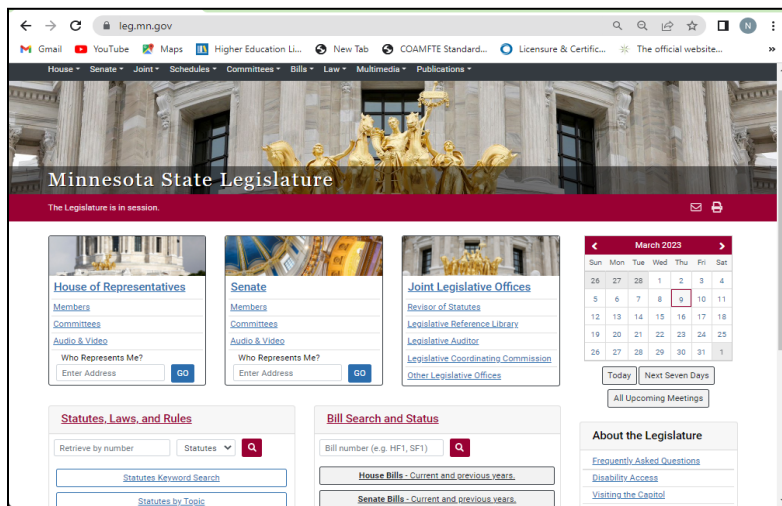 leg.mn.gov
N
Gmail YouTube Maps Higher Education Li... New Tab COAMFTE Standard... Licensure & Certific... The official website... »
House Senate Joint Schedules Committees Bills Law Multimedia Publications
Minnesota State Legislature
The Legislature is in session.
House of Representatives
Members
Committees
Audio & Video
Who Represents Me?
Enter Address GO
Senate
Members
Committees
Audio & Video
Who Represents Me?
Enter Address GO
Joint Legislative Offices
Revisor of Statutes
Legislative Reference Library
Legislative Auditor
Legislative Coordinating Commission
Other Legislative Offices
March 2023
Sun Mon Tue Wed Thu Fri Sat
26 27 28 1 2 3 4
5 6 7 8 9 10 11
12 13 14 15 16 17 18
19 20 21 22 23 24 25
26 27 28 29 30 31 1
Today Next Seven Days
All Upcoming Meetings
Statutes, Laws, and Rules
Retrieve by number Statutes
Statutes Keyword Search
Statutes by Topic
Bill Search and Status
Bill number (e.g. HF1, SF1)
House Bills - Current and previous years.
Senate Bills - Current and previous years.
About the Legislature
Frequently Asked Questions
Disability Access
Visiting the Capitol